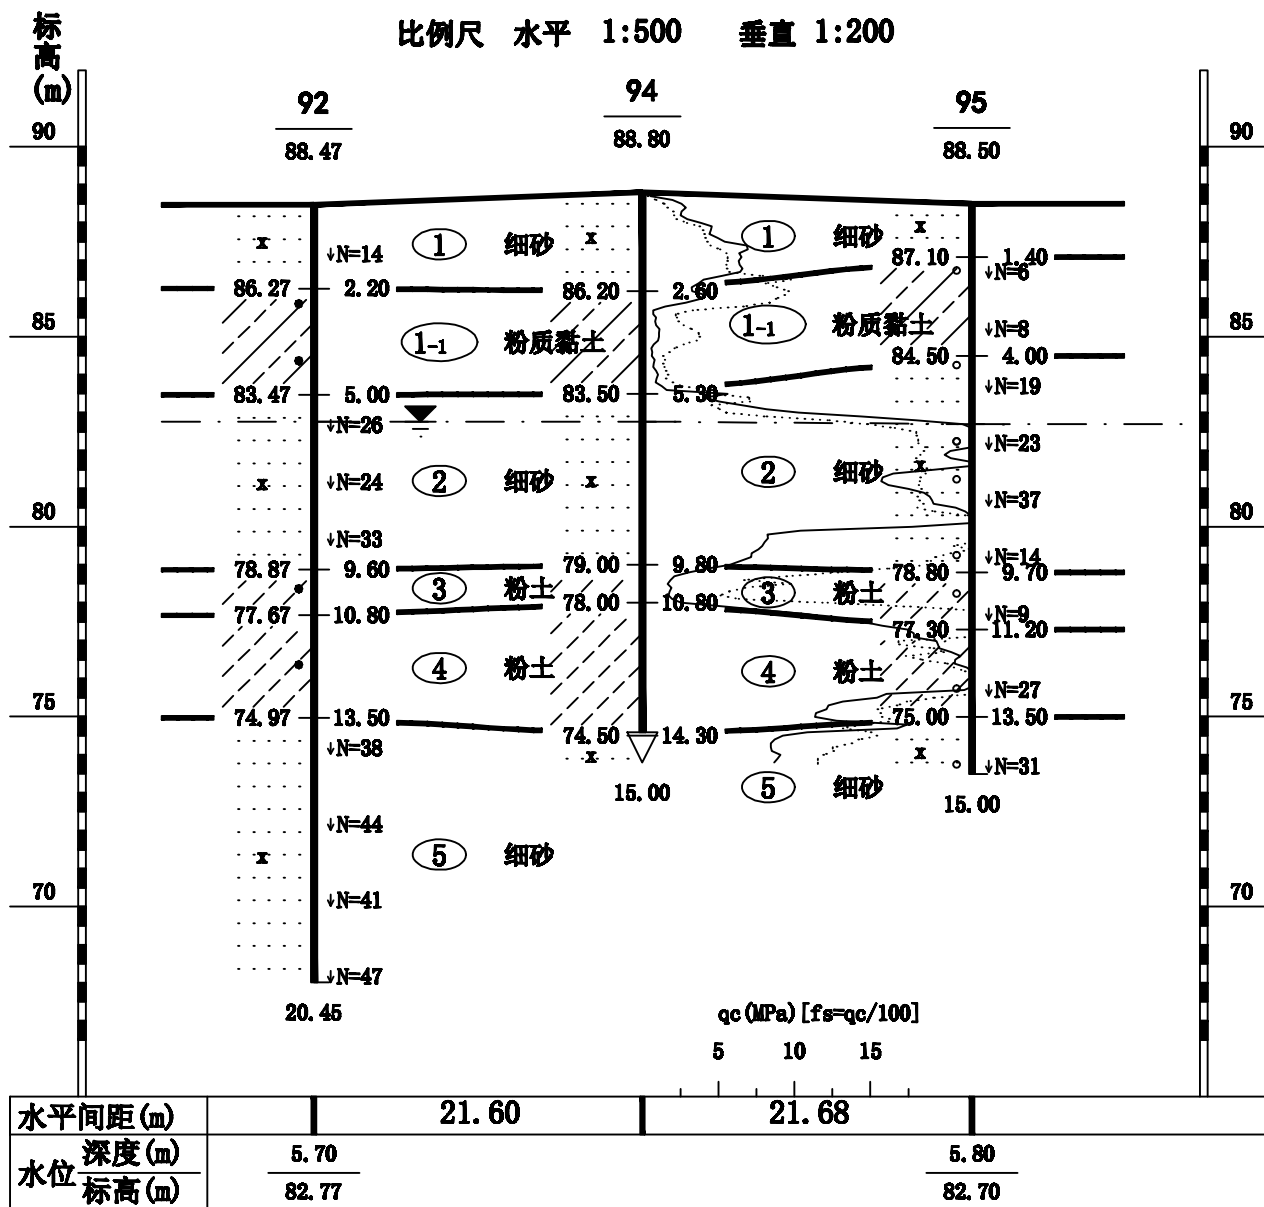 标高(m)
比例尺 水平 1:500 垂直 1:200
92 94 95
88.47 88.80 88.50
90 90
① 细砂 ① 细砂
N=14 87.10 1.40
N=6
86.27 2.20 86.20 2.60
85 85
①-1 粉质黏土 ①-1 粉质黏土
N=8
84.50 4.00
N=19
83.47 5.00 83.50 5.30
N=26 N=23
② 细砂 ② 细砂
N=24 N=37
80 80
N=33 N=14
78.87 9.60 79.00 9.80 78.80 9.70
③ 粉土 ③ 粉土
77.67 10.80 78.00 10.80 N=9
77.30 11.20
④ 粉土 ④ 粉土
N=27
75 75
74.97 13.50 74.50 14.30 75.00 13.50
N=38 N=31
15.00 ⑤ 细砂 15.00
N=44
⑤ 细砂
70 70
N=41
N=47
20.45
qc(MPa)[fs=qc/100]
5 10 15
水平间距(m) 21.60 21.68
水位 深度(m) 5.70 5.80
标高(m) 82.77 82.70